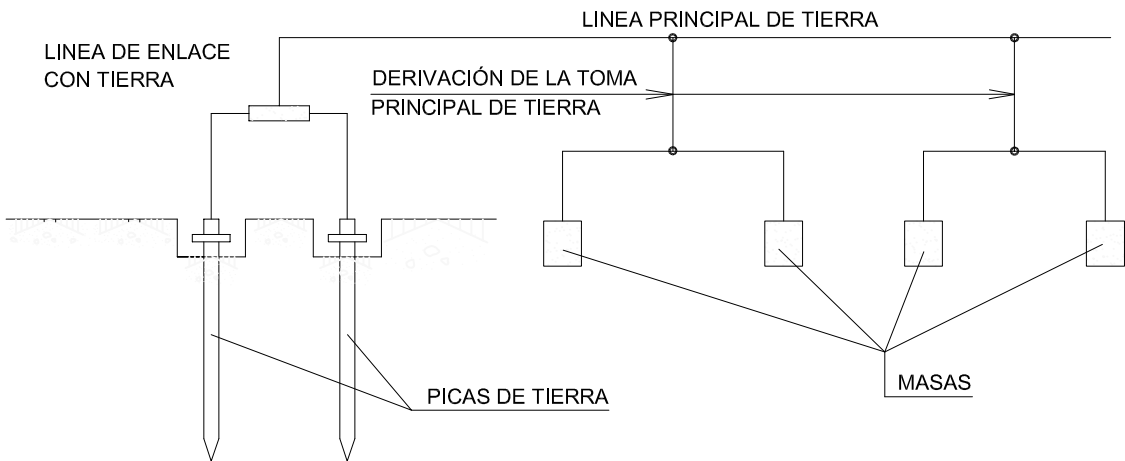 LINEA PRINCIPAL DE TIERRA
LINEA DE ENLACE
CON TIERRA
DERIVACIÓN DE LA TOMA
PRINCIPAL DE TIERRA
MASAS
PICAS DE TIERRA